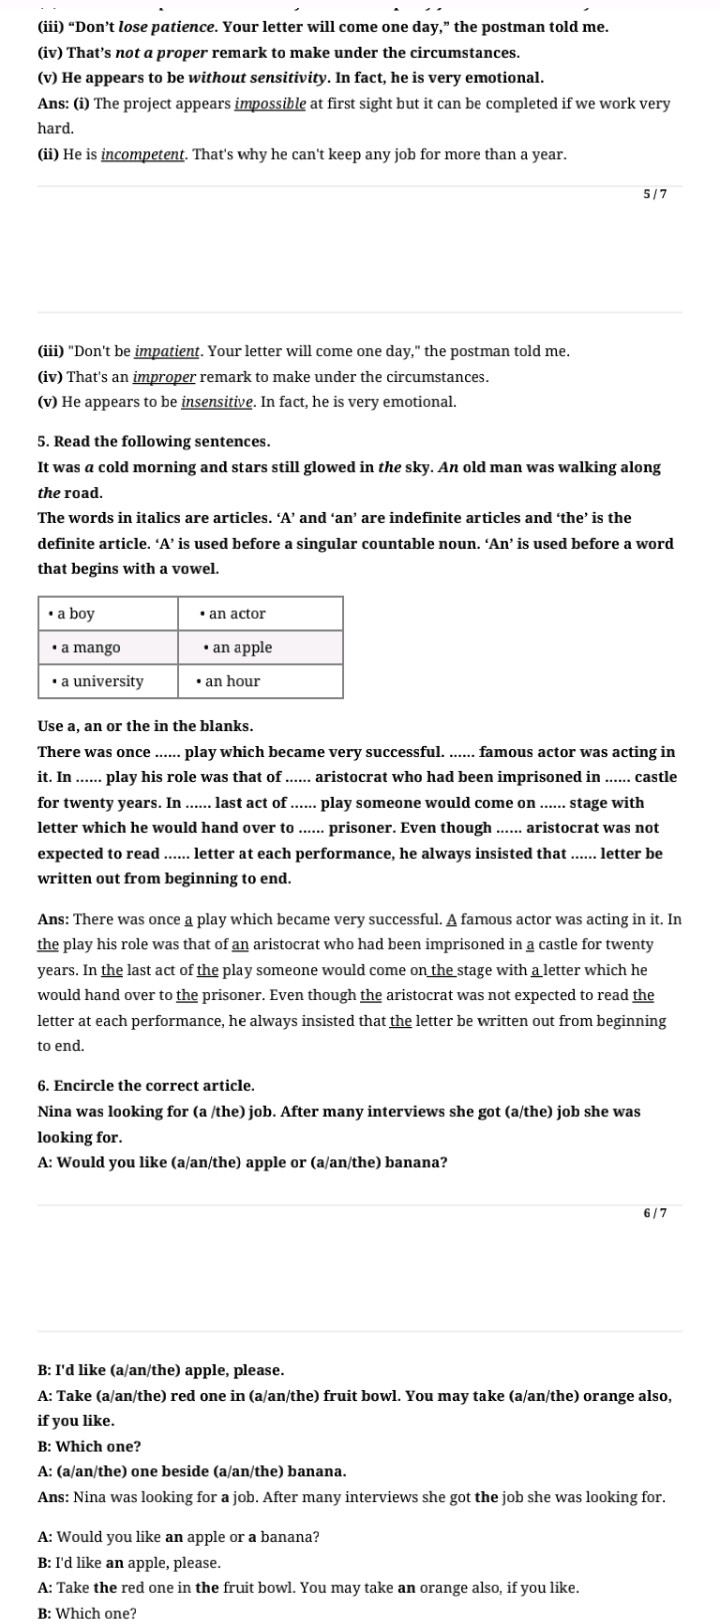 (iii) “Don’t lose patience. Your letter will come one day,” the postman told me.
(iv) That’s not a proper remark to make under the circumstances.
(v) He appears to be without sensitivity. In fact, he is very emotional.
Ans: (i) The project appears impossible at first sight but it can be completed if we work very
hard.
(ii) He is incompetent. That's why he can't keep any job for more than a year.
5 / 7
(iii) "Don't be impatient. Your letter will come one day," the postman told me.
(iv) That's an improper remark to make under the circumstances.
(v) He appears to be insensitive. In fact, he is very emotional.
5. Read the following sentences.
It was a cold morning and stars still glowed in the sky. An old man was walking along
the road.
The words in italics are articles. ‘A’ and ‘an’ are indefinite articles and ‘the’ is the
definite article. ‘A’ is used before a singular countable noun. ‘An’ is used before a word
that begins with a vowel.
• a boy • an actor
• a mango • an apple
• a university • an hour
Use a, an or the in the blanks.
There was once ...... play which became very successful. ...... famous actor was acting in
it. In ...... play his role was that of ...... aristocrat who had been imprisoned in ...... castle
for twenty years. In ...... last act of ...... play someone would come on ...... stage with
letter which he would hand over to ...... prisoner. Even though ...... aristocrat was not
expected to read ...... letter at each performance, he always insisted that ...... letter be
written out from beginning to end.
Ans: There was once a play which became very successful. A famous actor was acting in it. In
the play his role was that of an aristocrat who had been imprisoned in a castle for twenty
years. In the last act of the play someone would come on the stage with a letter which he
would hand over to the prisoner. Even though the aristocrat was not expected to read the
letter at each performance, he always insisted that the letter be written out from beginning
to end.
6. Encircle the correct article.
Nina was looking for (a /the) job. After many interviews she got (a/the) job she was
looking for.
A: Would you like (a/an/the) apple or (a/an/the) banana?
6 / 7
B: I'd like (a/an/the) apple, please.
A: Take (a/an/the) red one in (a/an/the) fruit bowl. You may take (a/an/the) orange also,
if you like.
B: Which one?
A: (a/an/the) one beside (a/an/the) banana.
Ans: Nina was looking for a job. After many interviews she got the job she was looking for.
A: Would you like an apple or a banana?
B: I'd like an apple, please.
A: Take the red one in the fruit bowl. You may take an orange also, if you like.
B: Which one?